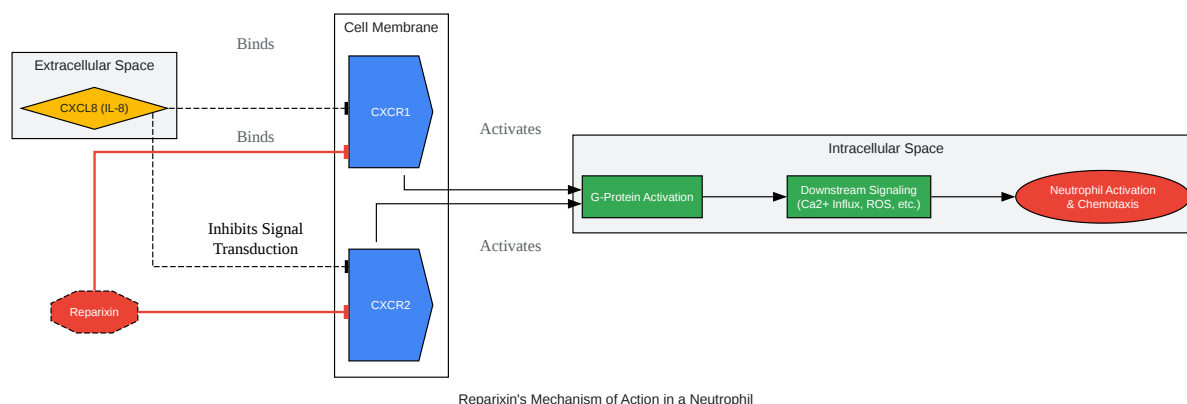 Cell Membrane
Binds
Extracellular Space
CXCL8 (IL-8)
CXCR1
Binds
Activates
Intracellular Space
G-Protein Activation
Downstream Signaling
(Ca2+ Influx, ROS, etc.)
Neutrophil Activation
& Chemotaxis
Inhibits Signal
Transduction
Activates
Reparixin
CXCR2
Reparixin's Mechanism of Action in a Neutrophil